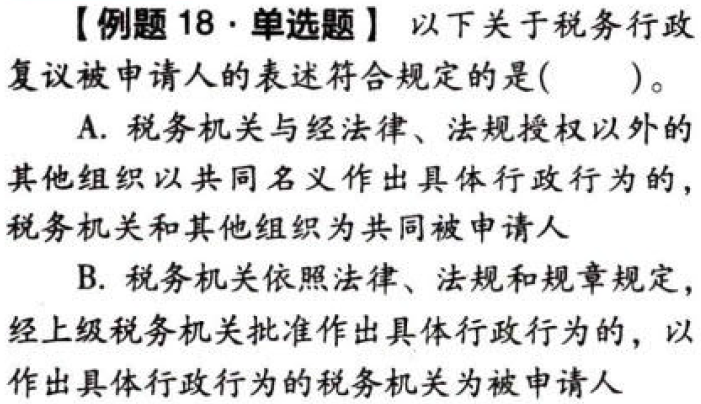 【例题 18·单选题】 以下关于税务行政
复议被申请人的表述符合规定的是(  )。
A. 税务机关与经法律、法规授权以外的
其他组织以共同名义作出具体行政行为的，
税务机关和其他组织为共同被申请人
B. 税务机关依照法律、法规和规章规定，
经上级税务机关批准作出具体行政行为的，以
作出具体行政行为的税务机关为被申请人